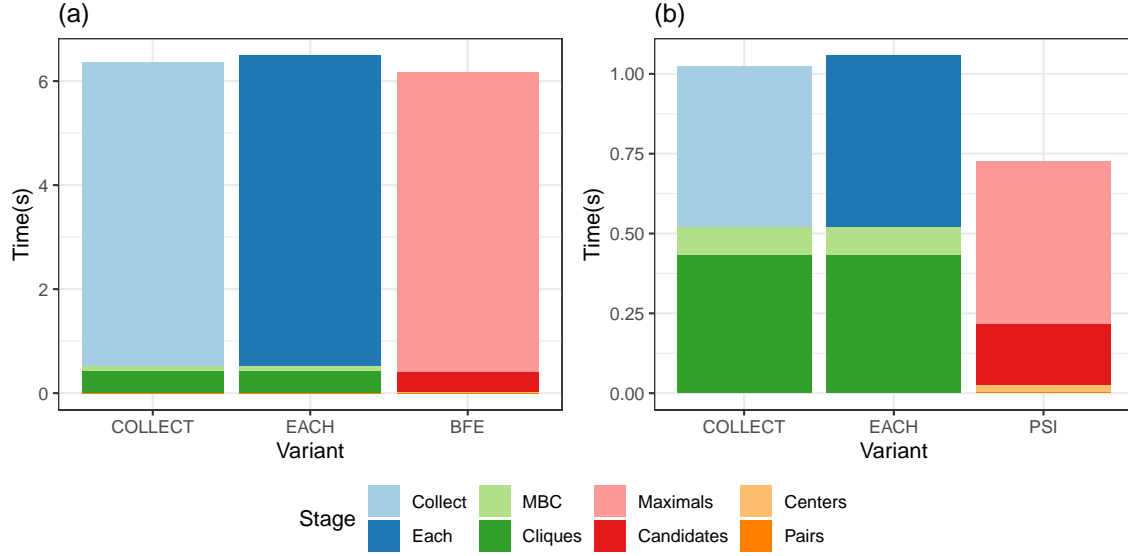 (a)
Time(s)
6
4
2
0
COLLECT EACH BFE
Variant
(b)
Time(s)
1.00
0.75
0.50
0.25
0.00
COLLECT EACH PSI
Variant
Stage
Collect MBC Maximals Centers
Each Cliques Candidates Pairs